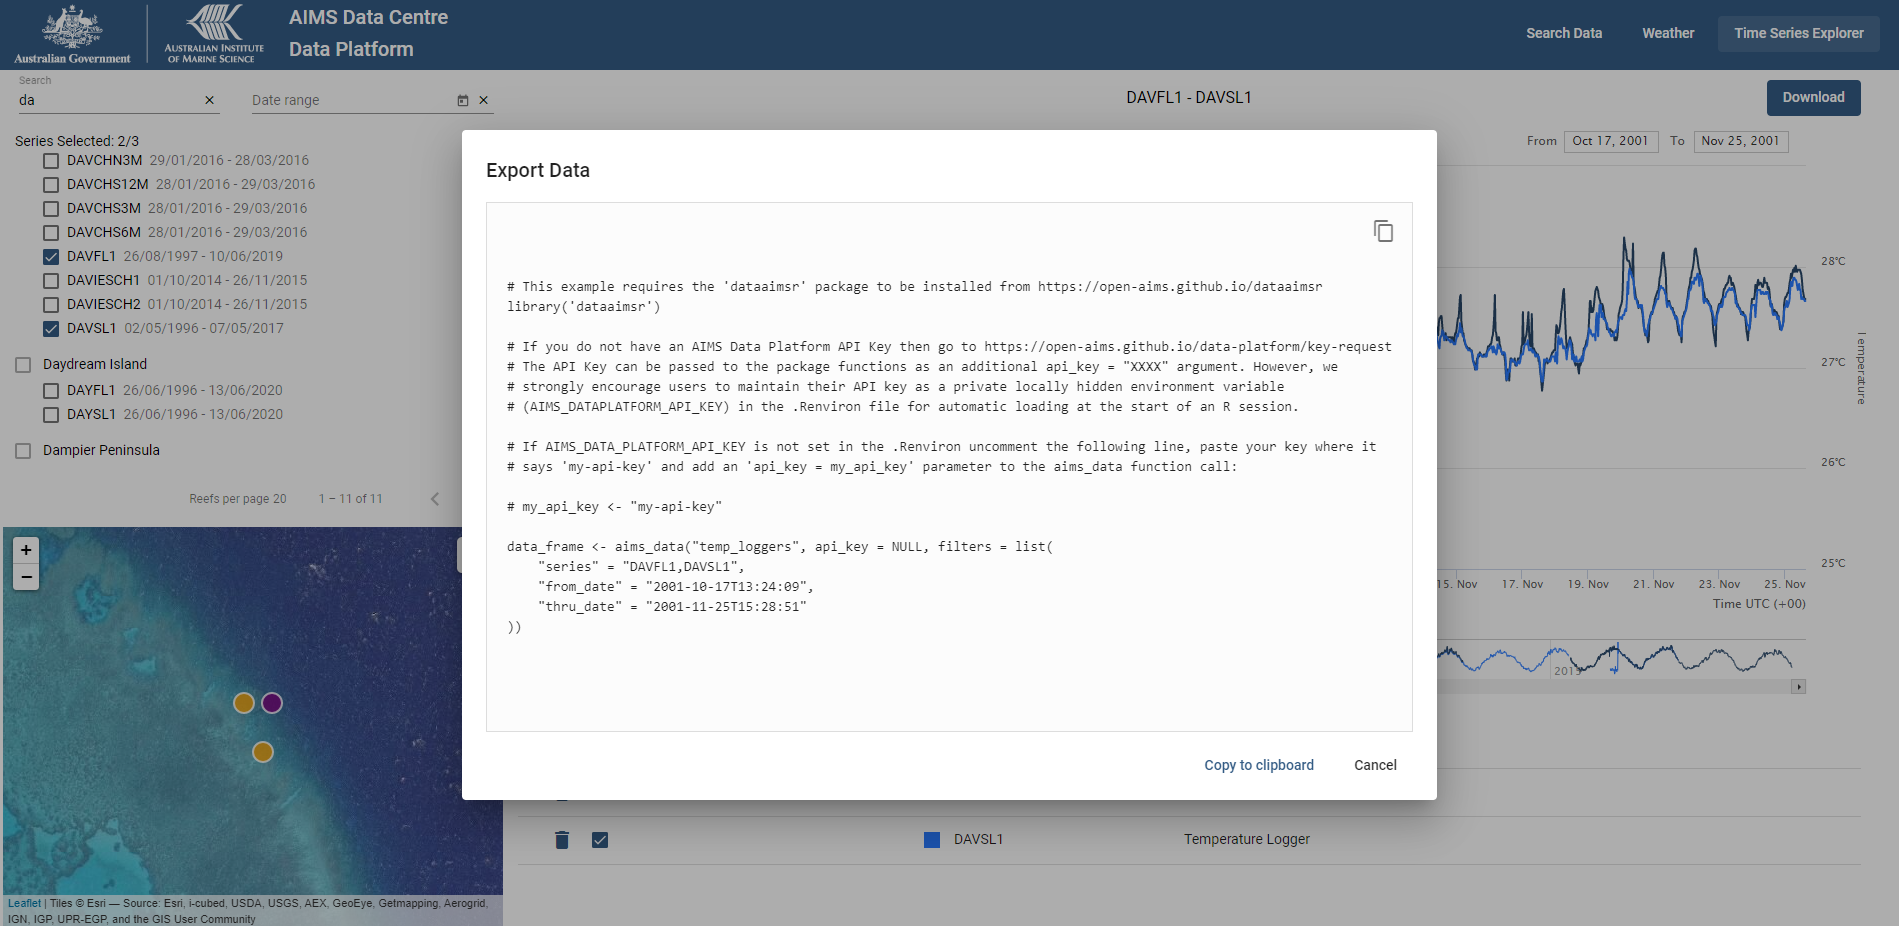 Australian Government
AUSTRALIAN INSTITUTE
OF MARINE SCIENCE
AIMS Data Centre
Data Platform
Search Data
Weather
Time Series Explorer
Search
da
Date range
Series Selected: 2/3
DAVCHN3M 29/01/2016 - 28/03/2016
DAVCHS12M 28/01/2016 - 29/03/2016
DAVCHS3M 28/01/2016 - 29/03/2016
DAVCHS6M 28/01/2016 - 29/03/2016
DAVFL1 26/08/1997 - 10/06/2019
DAVIESCH1 01/10/2014 - 26/11/2015
DAVIESCH2 01/10/2014 - 26/11/2015
DAVSL1 02/05/1996 - 07/05/2017
Daydream Island
DAYFL1 26/06/1996 - 13/06/2020
DAYSL1 26/06/1996 - 13/06/2020
Dampier Peninsula
Reefs per page 20 1 – 11 of 11
+
−
Leaflet | Tiles © Esri — Source: Esri, i-cubed, USDA, USGS, AEX, GeoEye, Getmapping, Aerogrid,
IGN, IGP, UPR-EGP, and the GIS User Community
DAVFL1 - DAVSL1
Download
From Oct 17, 2001 To Nov 25, 2001
Export Data
# This example requires the 'dataaimsr' package to be installed from https://open-aims.github.io/dataaimsr
library('dataaimsr')
# If you do not have an AIMS Data Platform API Key then go to https://open-aims.github.io/data-platform/key-request
# The API Key can be passed to the package functions as an additional api_key = "XXXX" argument. However, we
# strongly encourage users to maintain their API key as a private locally hidden environment variable
# (AIMS_DATAPLATFORM_API_KEY) in the .Renviron file for automatic loading at the start of an R session.
# If AIMS_DATA_PLATFORM_API_KEY is not set in the .Renviron uncomment the following line, paste your key where it
# says 'my-api-key' and add an 'api_key = my_api_key' parameter to the aims_data function call:
# my_api_key <- "my-api-key"
data_frame <- aims_data("temp_loggers", api_key = NULL, filters = list(
"series" = "DAVFL1,DAVSL1",
"from_date" = "2001-10-17T13:24:09",
"thru_date" = "2001-11-25T15:28:51"
))
Copy to clipboard
Cancel
28°C
27°C
26°C
25°C
Temperature
15. Nov 17. Nov 19. Nov 21. Nov 23. Nov 25. Nov
Time UTC (+00)
DAVSL1
Temperature Logger